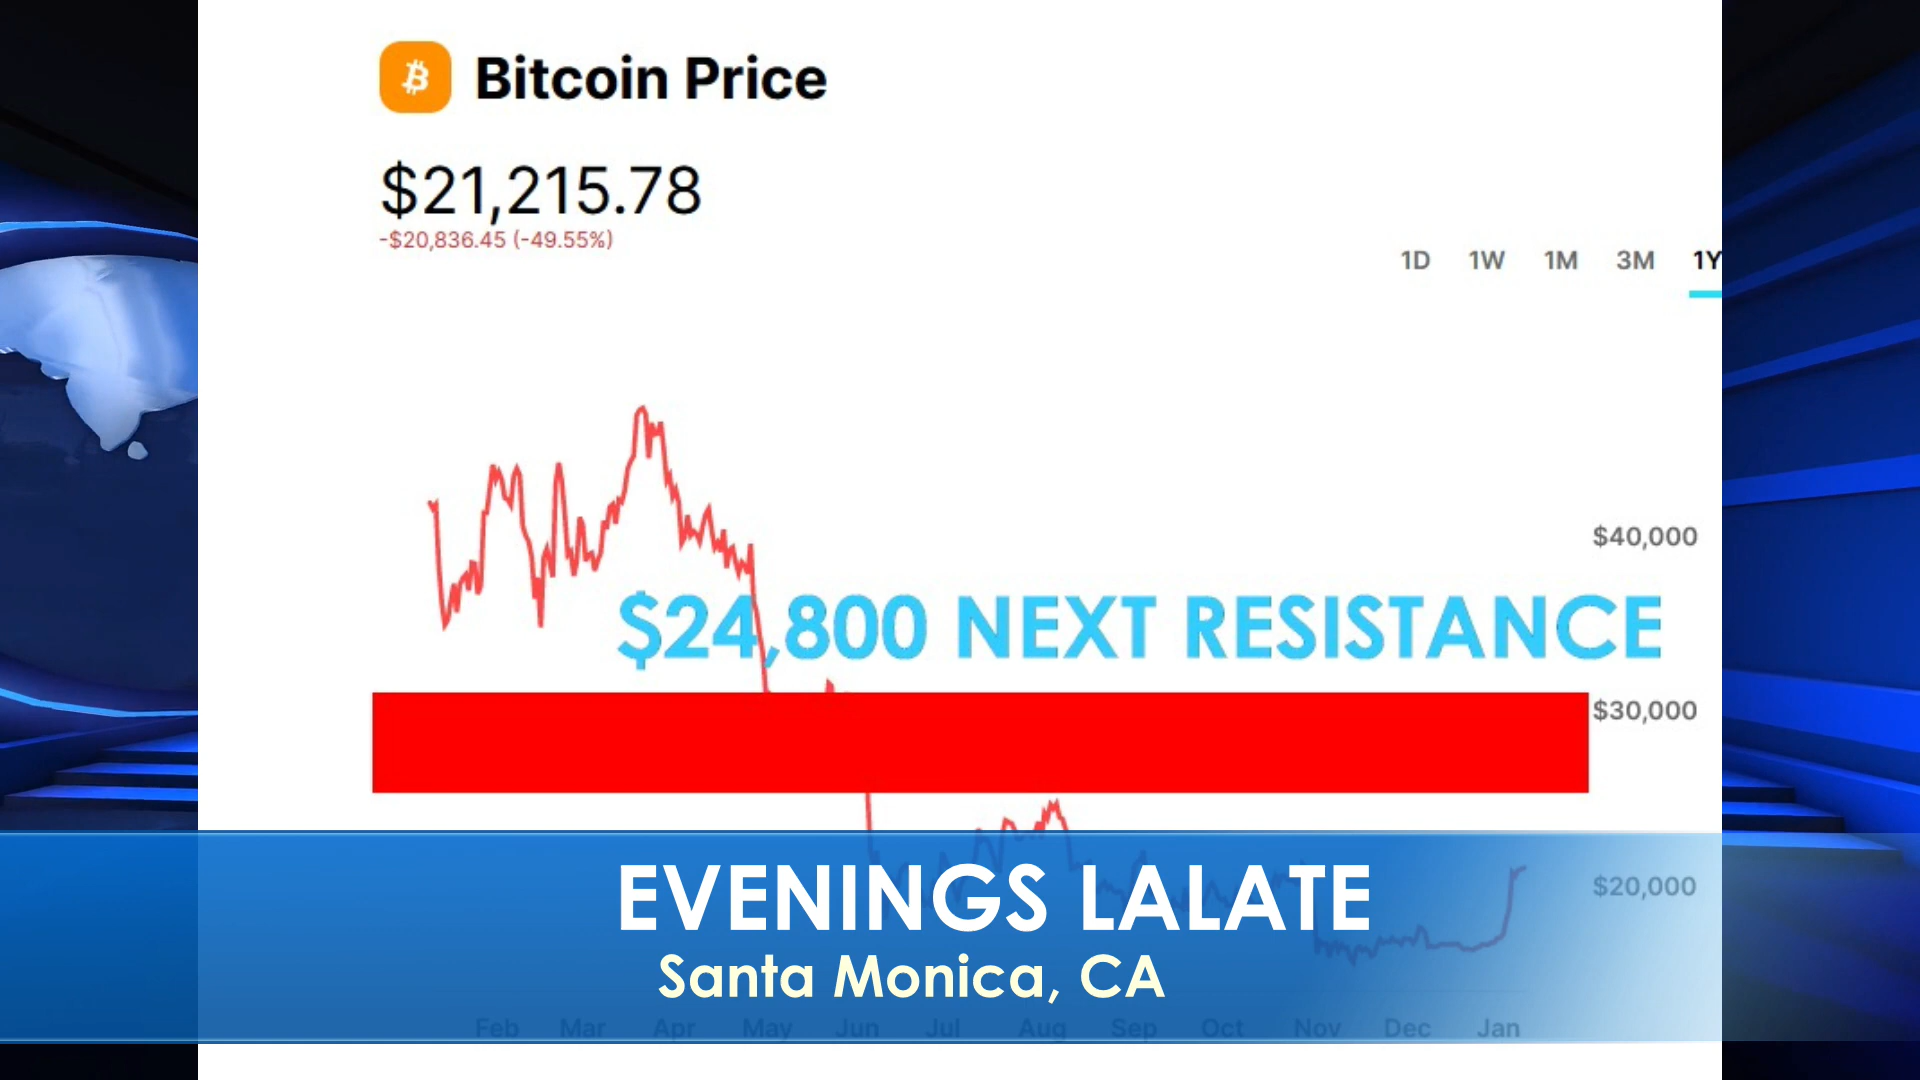 Bitcoin Price
$21,215.78
-$20,836.45 (-49.55%)
1D 1W 1M 3M 1Y
$40,000
$24,800 NEXT RESISTANCE
$30,000
EVENINGS LALATE
$20,000
Santa Monica, CA
Feb Mar Apr May Jun Jul Aug Sep Oct Nov Dec Jan